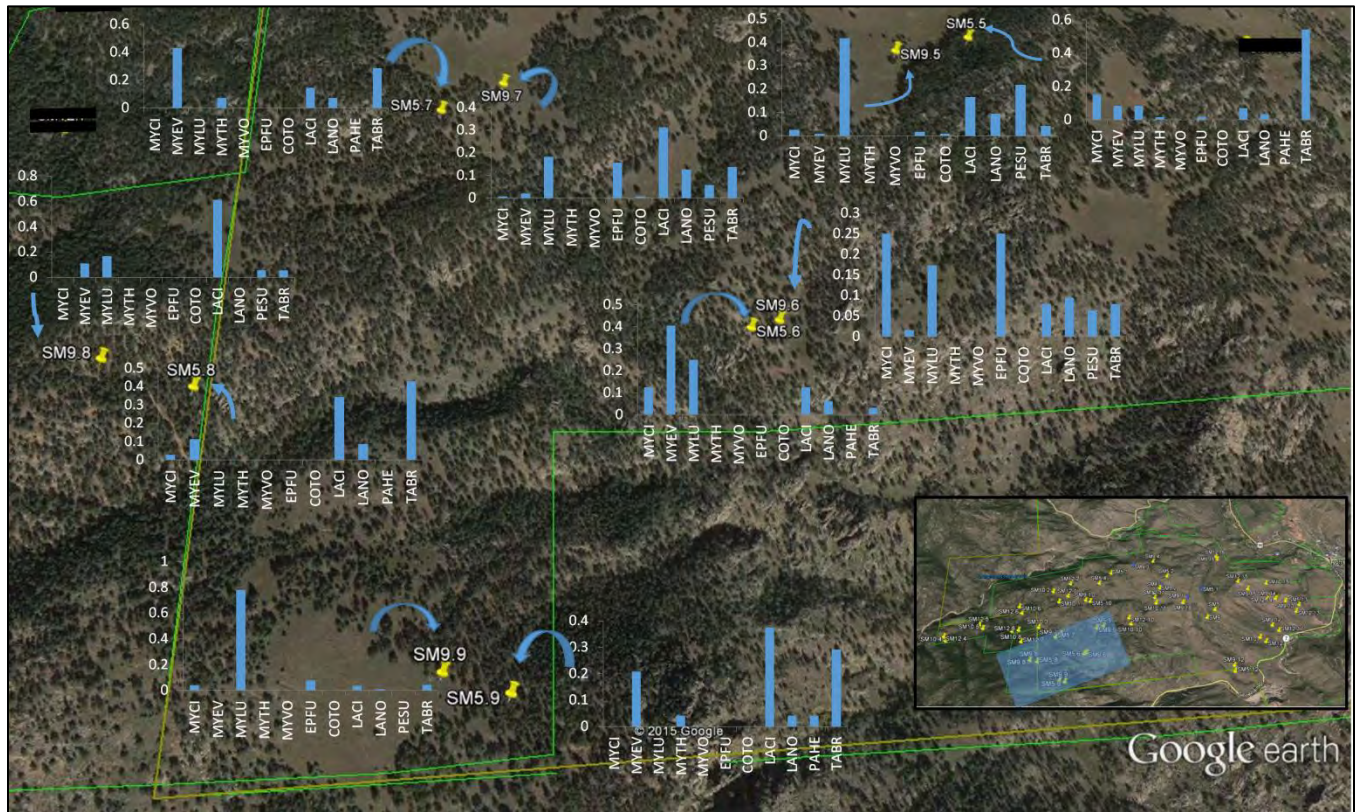 0.6
0.4
0.2
0
MYCI
MYEV
MYLU
MYTH
MYVO
EPFU
COTO
LACI
LANO
PAHE
TABR
SM5.7
SM9.7
0.4
0.3
0.2
0.1
0
MYCI
MYEV
MYLU
MYTH
MYVO
EPFU
COTO
LACI
LANO
PESU
TABR
0.5
0.4
0.3
0.2
0.1
0
MYCI
MYEV
MYLU
MYTH
MYVO
EPFU
COTO
LACI
LANO
PESU
TABR
SM9.5
SM5.5
0.6
0.4
0.2
0
MYCI
MYEV
MYLU
MYTH
MYVO
EPFU
COTO
LACI
LANO
PAHE
TABR
0.8
0.6
0.4
0.2
0
MYCI
MYEV
MYLU
MYTH
MYVO
EPFU
COTO
LACI
LANO
PESU
TABR
SM9.8
SM5.8
0.5
0.4
0.3
0.2
0.1
0
MYCI
MYEV
MYLU
MYTH
MYVO
EPFU
COTO
LACI
LANO
PAHE
TABR
0.5
0.4
0.3
0.2
0.1
0
MYCI
MYEV
MYLU
MYTH
MYVO
EPFU
COTO
LACI
LANO
PAHE
TABR
SM9.6
SM5.6
0.3
0.25
0.2
0.15
0.1
0.05
0
MYCI
MYEV
MYLU
MYTH
MYVO
EPFU
COTO
LACI
LANO
PESU
TABR
1
0.8
0.6
0.4
0.2
0
MYCI
MYEV
MYLU
MYTH
MYVO
EPFU
COTO
LACI
LANO
PESU
TABR
SM9.9
SM5.9
0.4
0.3
0.2
0.1
0
MYCI
MYEV
MYLU
MYTH
MYVO
EPFU
COTO
LACI
LANO
PAHE
TABR
© 2015 Google
Google earth